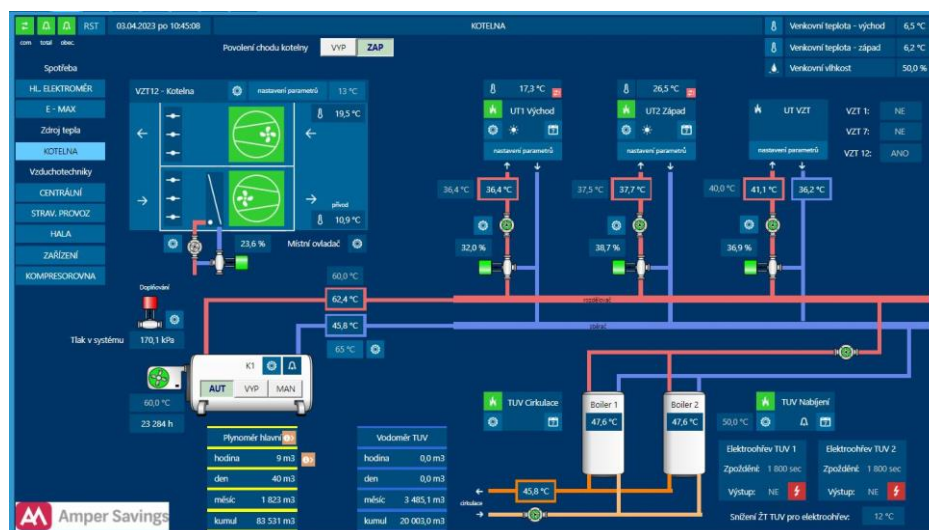 RST 03.04.2023 po 10:45:08 KOTELNA
com total obec.
Venkovní teplota - východ 6,5 °C
Venkovní teplota - západ 6,2 °C
Venkovní vlhkost 50,0 %
Povolení chodu kotelny VYP ZAP
Spotřeba
HL. ELEKTROMĚR
E - MAX
Zdroj tepla
KOTELNA
Vzduchotechniky
CENTRÁLNÍ
STRAV. PROVOZ
HALA
ZAŘÍZENÍ
KOMPRESOROVNA
VZT12 - Kotelna nastavení parametrů 13 °C
19,5 °C
přívod
10,9 °C
23,6 % Místní ovladač
17,3 °C
UT1 Východ
nastavení parametrů
36,4 °C 36,4 °C
32,0 %
26,5 °C
UT2 Západ
nastavení parametrů
37,5 °C 37,7 °C
38,7 %
UT VZT
nastavení parametrů
40,0 °C 41,1 °C 36,2 °C
36,9 %
VZT 1: NE
VZT 7: NE
VZT 12: ANO
60,0 °C
62,4 °C
rozdělovač
45,8 °C
sběrač
65 °C
Doplňování
Tlak v systému 170,1 kPa
K1
AUT VYP MAN
60,0 °C
23 284 h
Plynoměr hlavní
hodina 9 m3
den 40 m3
měsíc 1 823 m3
kumul 83 531 m3
Vodoměr TUV
hodina 0,0 m3
den 0,0 m3
měsíc 3 485,1 m3
kumul 20 003,0 m3
TUV Cirkulace
Boiler 1
47,6 °C
Boiler 2
47,6 °C
TUV Nabíjení
50,0 °C
45,8 °C
cirkulace
Elektroohřev TUV 1
Zpoždění: 1 800 sec
Výstup: NE
Elektroohřev TUV 2
Zpoždění: 1 800 sec
Výstup: NE
Snížení ŽT TUV pro elektroohřev: 12 °C
Amper Savings